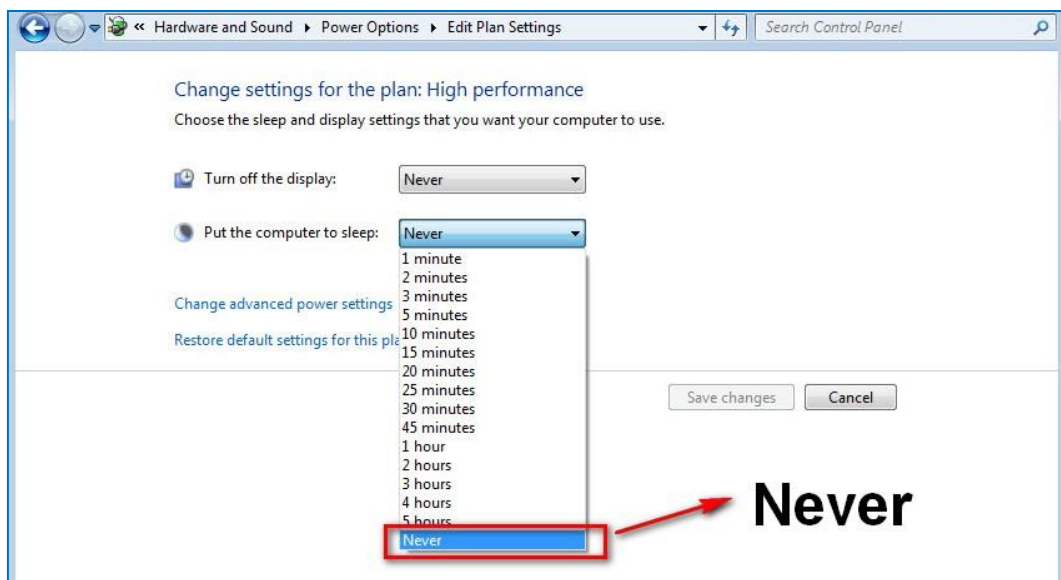 « Hardware and Sound ▸ Power Options ▸ Edit Plan Settings
Search Control Panel
Change settings for the plan: High performance
Choose the sleep and display settings that you want your computer to use.
Turn off the display: Never
Put the computer to sleep: Never
1 minute
2 minutes
3 minutes
Change advanced power settings
5 minutes
10 minutes
Restore default settings for this pla
15 minutes
20 minutes
25 minutes
30 minutes
45 minutes
Save changes Cancel
1 hour
2 hours
3 hours
4 hours
5 hours
Never
Never